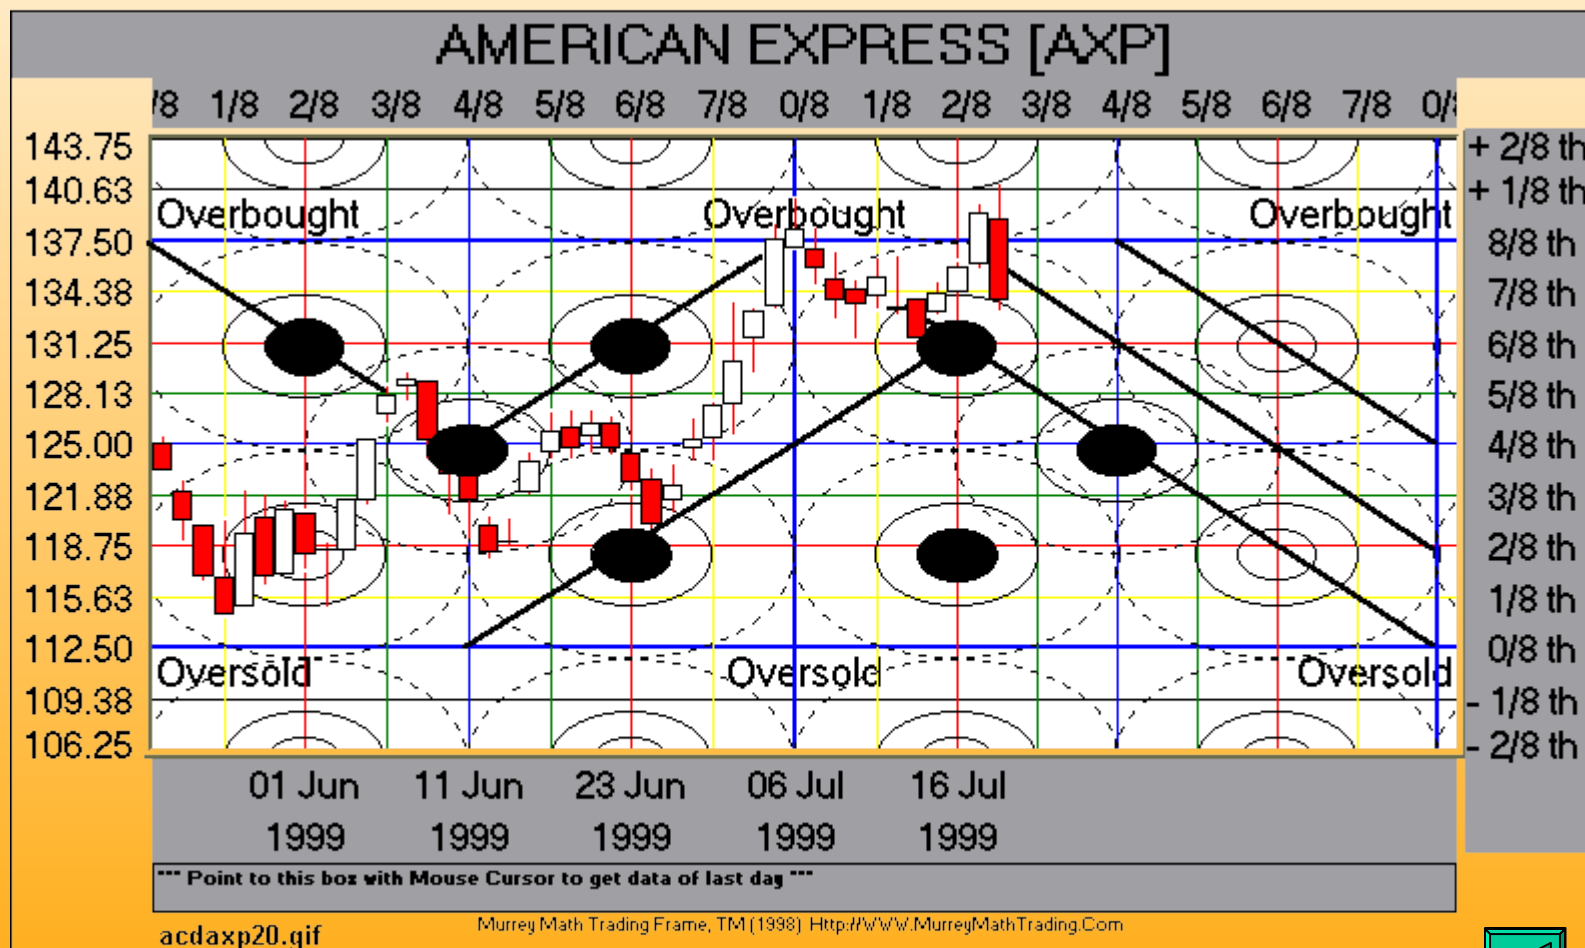 AMERICAN EXPRESS [AXP]
/8 1/8 2/8 3/8 4/8 5/8 6/8 7/8 0/8 1/8 2/8 3/8 4/8 5/8 6/8 7/8 0/8
143.75 + 2/8 th
140.63 + 1/8 th
Overbought Overbought Overbought
137.50 8/8 th
134.38 7/8 th
131.25 6/8 th
128.13 5/8 th
125.00 4/8 th
121.88 3/8 th
118.75 2/8 th
115.63 1/8 th
112.50 0/8 th
Oversold Oversold Oversold
109.38 - 1/8 th
106.25 - 2/8 th
01 Jun 11 Jun 23 Jun 06 Jul 16 Jul
1999 1999 1999 1999 1999
*** Point to this box with Mouse Cursor to get data of last day ***
Murrey Math Trading Frame, TM (1998) Http://WWW.MurreyMathTrading.Com
acdaxp20.gif